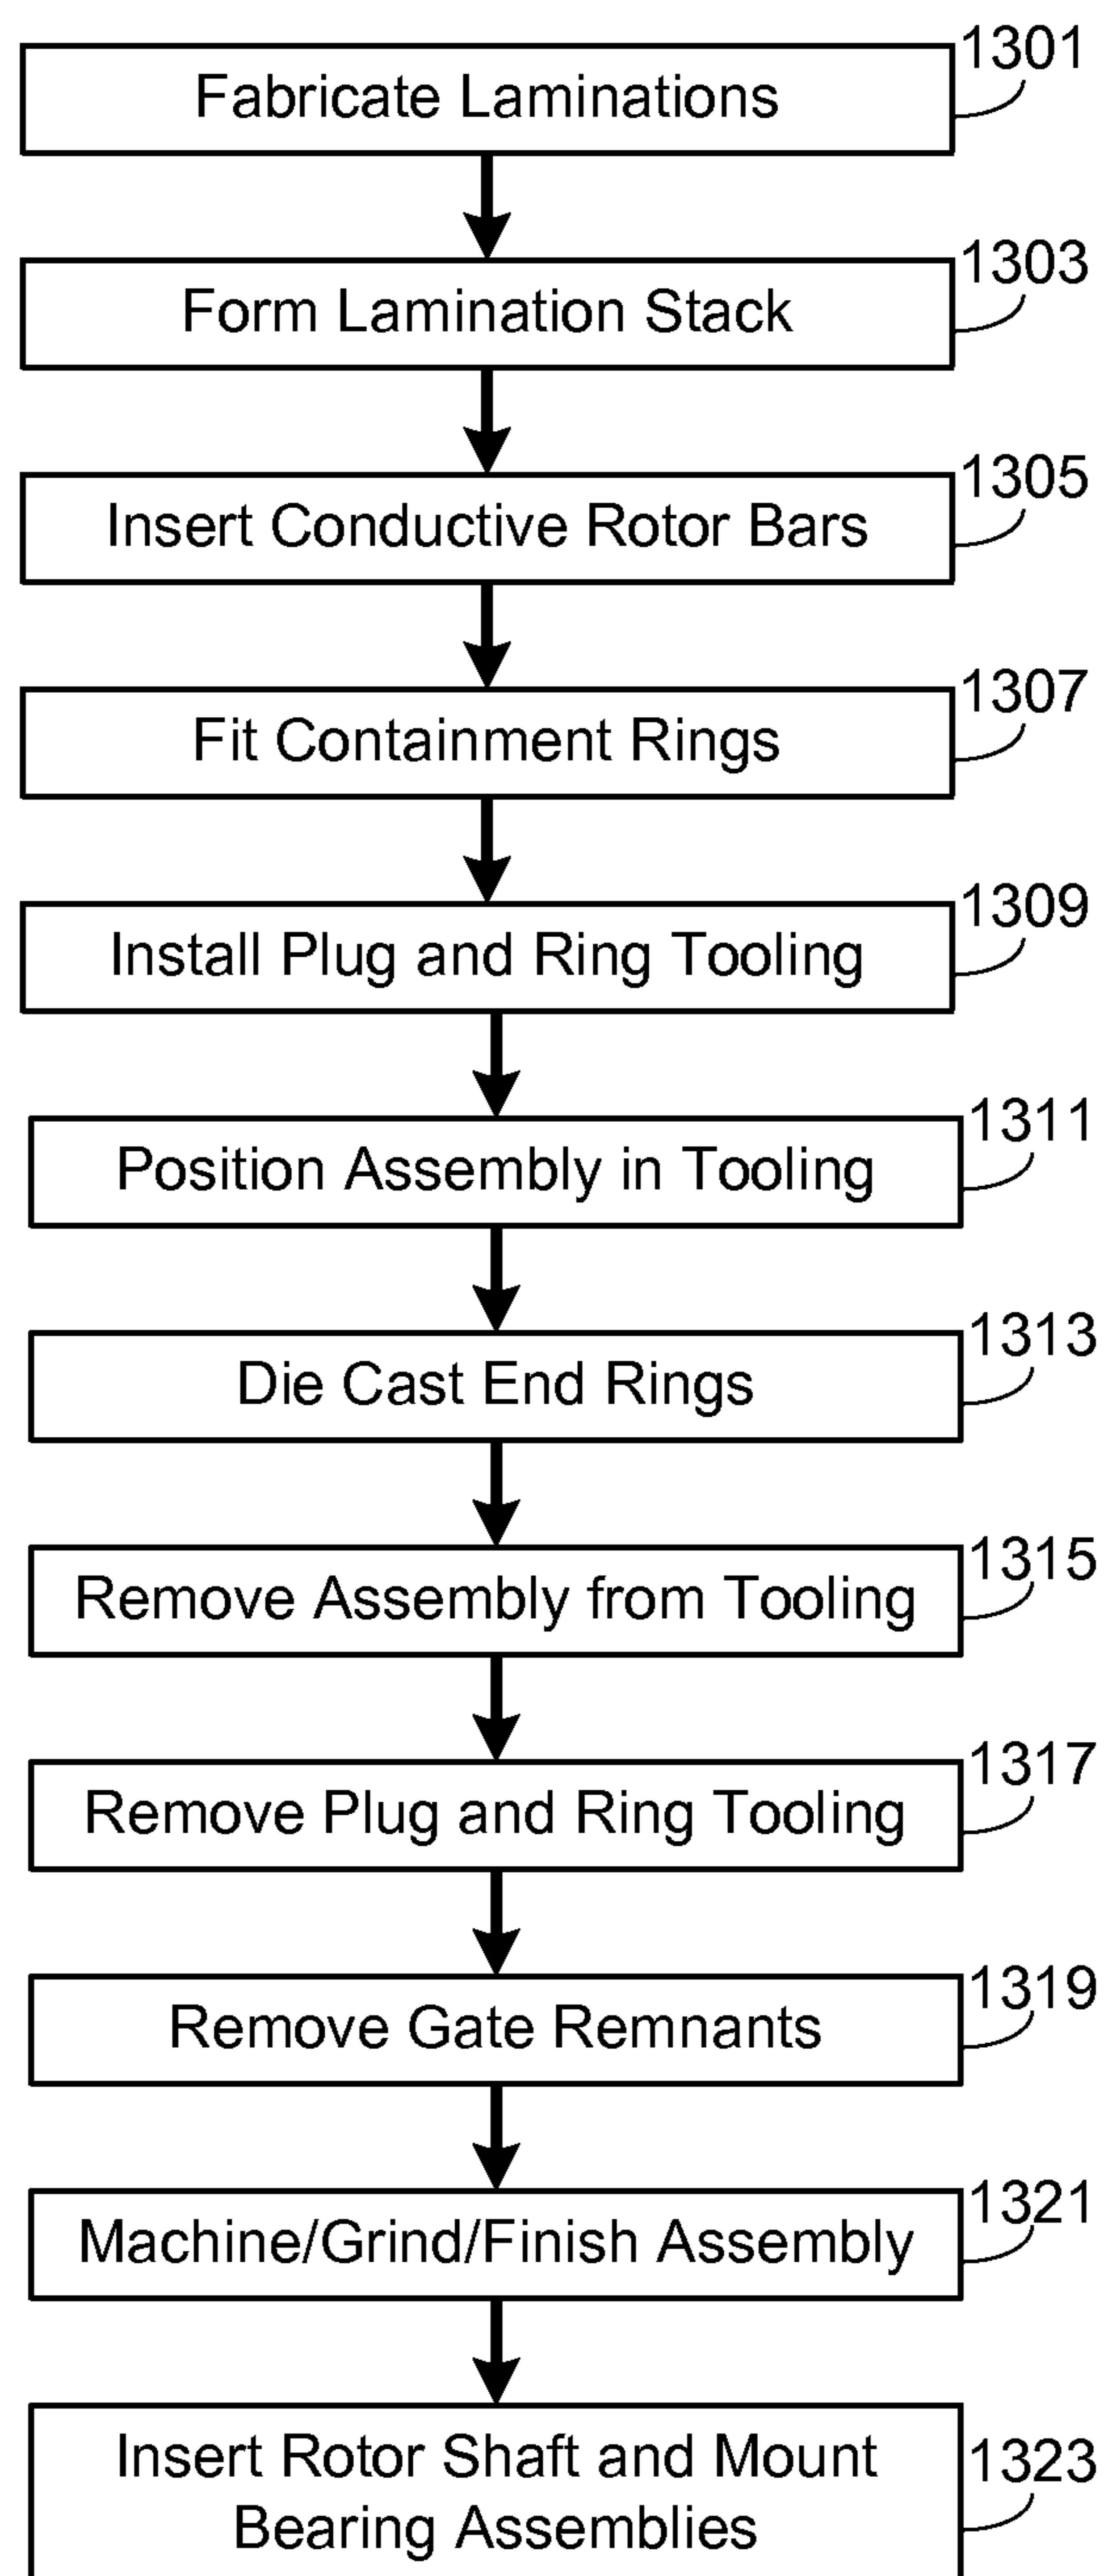 1301
Fabricate Laminations
1303
Form Lamination Stack
1305
Insert Conductive Rotor Bars
1307
Fit Containment Rings
1309
Install Plug and Ring Tooling
1311
Position Assembly in Tooling
1313
Die Cast End Rings
1315
Remove Assembly from Tooling
1317
Remove Plug and Ring Tooling
1319
Remove Gate Remnants
1321
Machine/Grind/Finish Assembly
1323
Insert Rotor Shaft and Mount
Bearing Assemblies